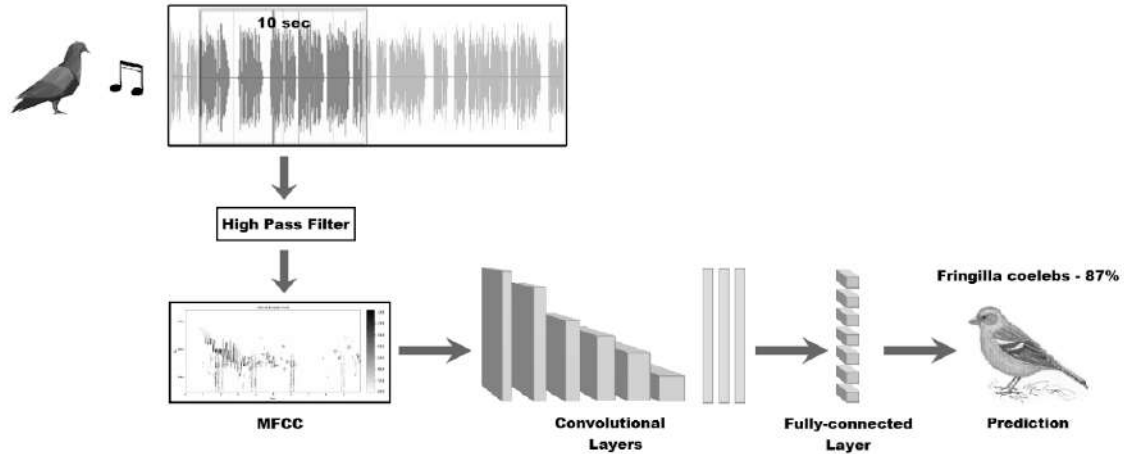 10 sec
High Pass Filter
MFCC
Convolutional
Layers
Fully-connected
Layer
Fringilla coelebs - 87%
Prediction